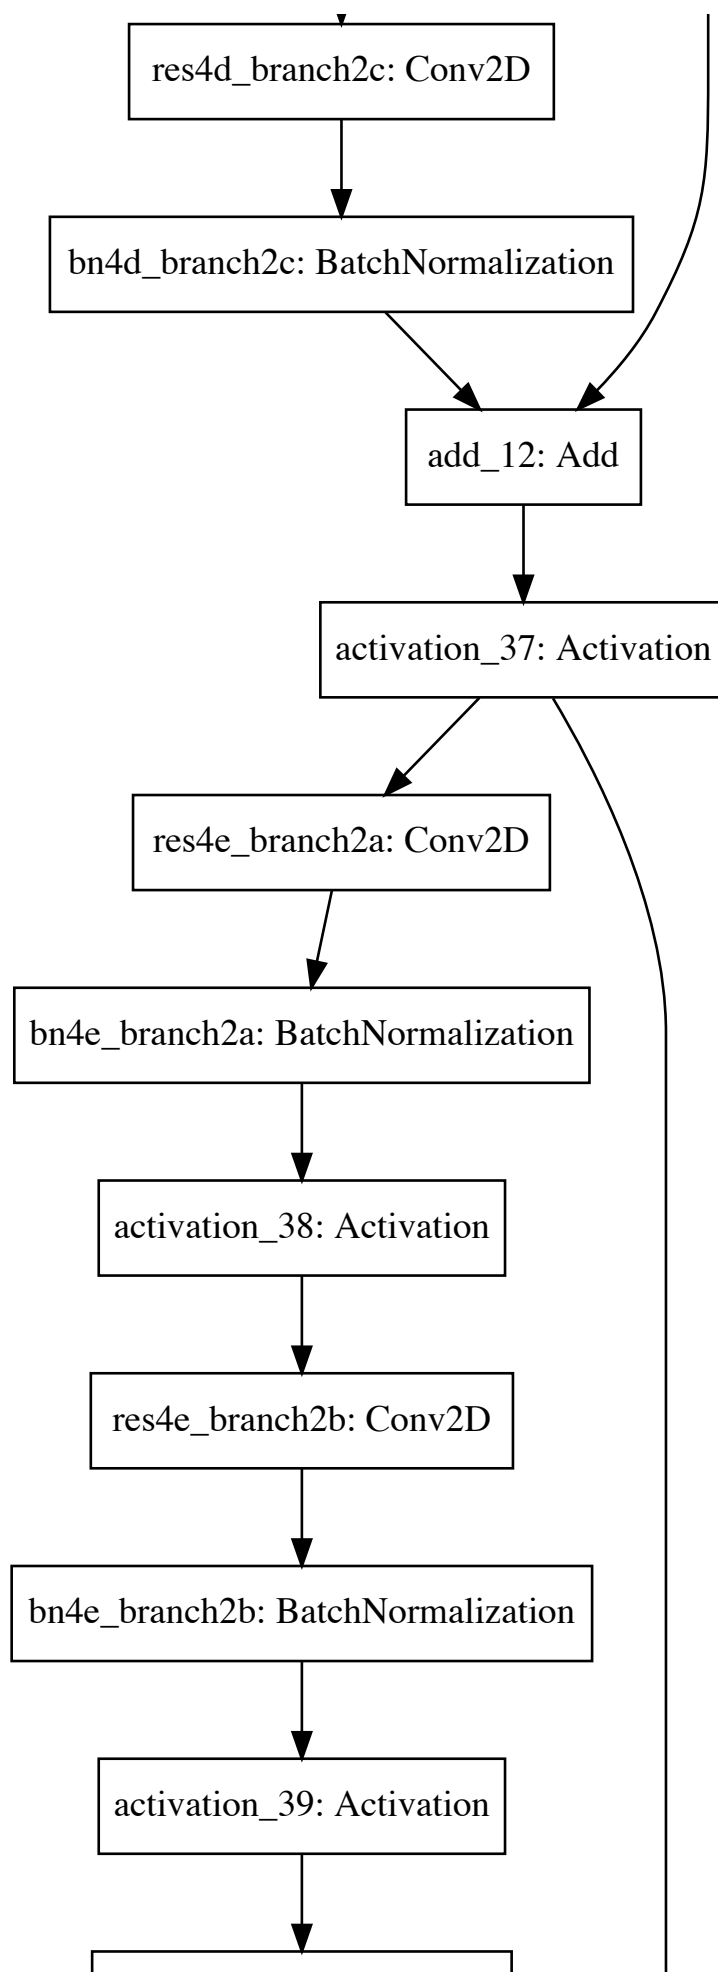 res4d_branch2c: Conv2D
bn4d_branch2c: BatchNormalization
add_12: Add
activation_37: Activation
res4e_branch2a: Conv2D
bn4e_branch2a: BatchNormalization
activation_38: Activation
res4e_branch2b: Conv2D
bn4e_branch2b: BatchNormalization
activation_39: Activation